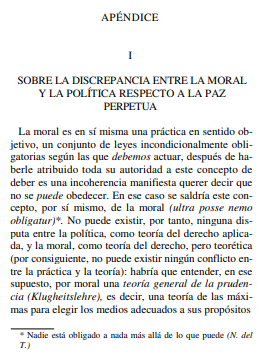 APÉNDICE
I
SOBRE LA DISCREPANCIA ENTRE LA MORAL
Y LA POLÍTICA RESPECTO A LA PAZ
PERPETUA
La moral es en sí misma una práctica en sentido ob-
jetivo, un conjunto de leyes incondicionalmente obli-
gatorias según las que debemos actuar, después de ha-
berle atribuido toda su autoridad a este concepto de
deber es una incoherencia manifiesta querer decir que
no se puede obedecer. En ese caso se saldría este con-
cepto, por sí mismo, de la moral (ultra posse nemo
obligatur)*. No puede existir, por tanto, ninguna dis-
puta entre la política, como teoría del derecho aplica-
da, y la moral, como teoría del derecho, pero teorética
(por consiguiente, no puede existir ningún conflicto en-
tre la práctica y la teoría): habría que entender, en ese
supuesto, por moral una teoría general de la pruden-
cia (Klugheitslehre), es decir, una teoría de las máxi-
mas para elegir los medios adecuados a sus propósitos
* Nadie está obligado a nada más allá de lo que puede (N. del
T.)